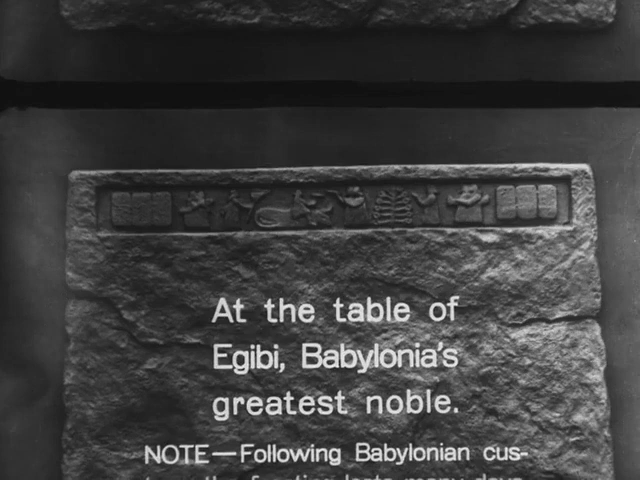 At the table of
Egibi, Babylonia's
greatest noble.
NOTE—Following Babylonian cus-